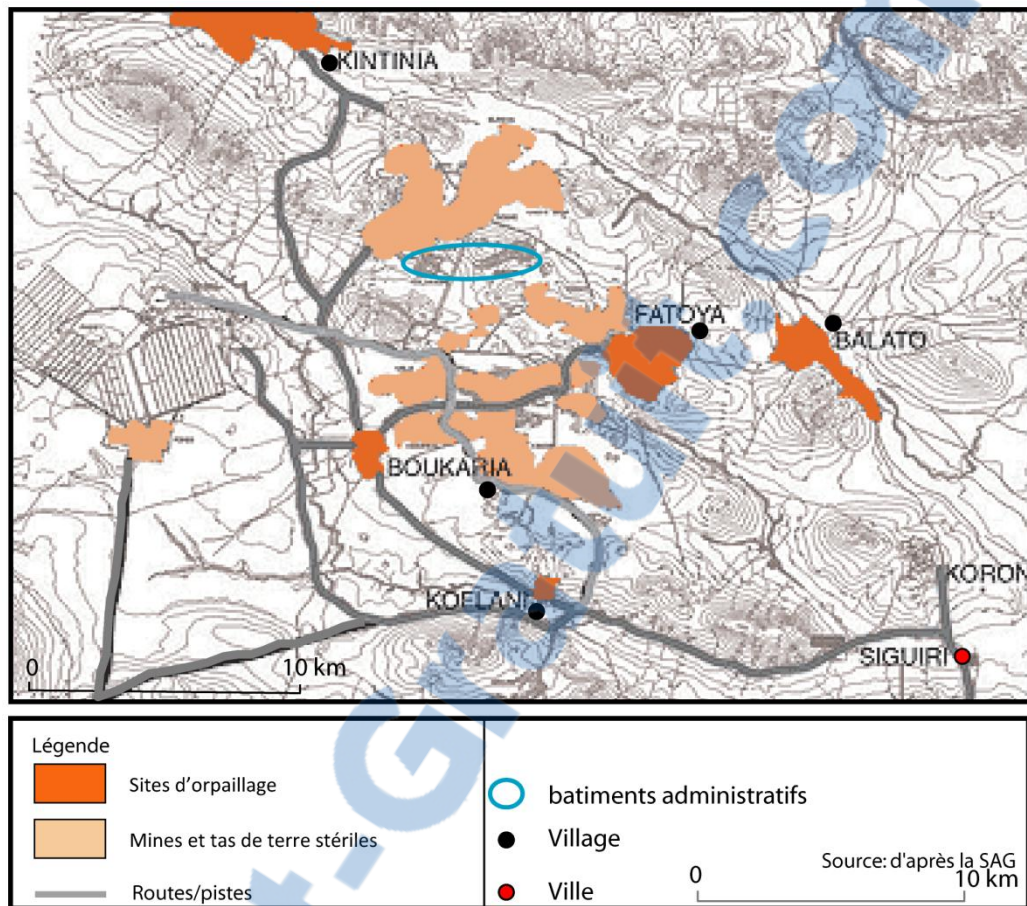 KINTINIA
FATOYA
BALATO
BOUKARIA
KORON
KOELANI
SIGUIRI
0 10 km
Légende
Sites d'orpaillage
Mines et tas de terre stériles
Routes/pistes
batiments administratifs
Village
Ville
Source: d'après la SAG
0 10 km